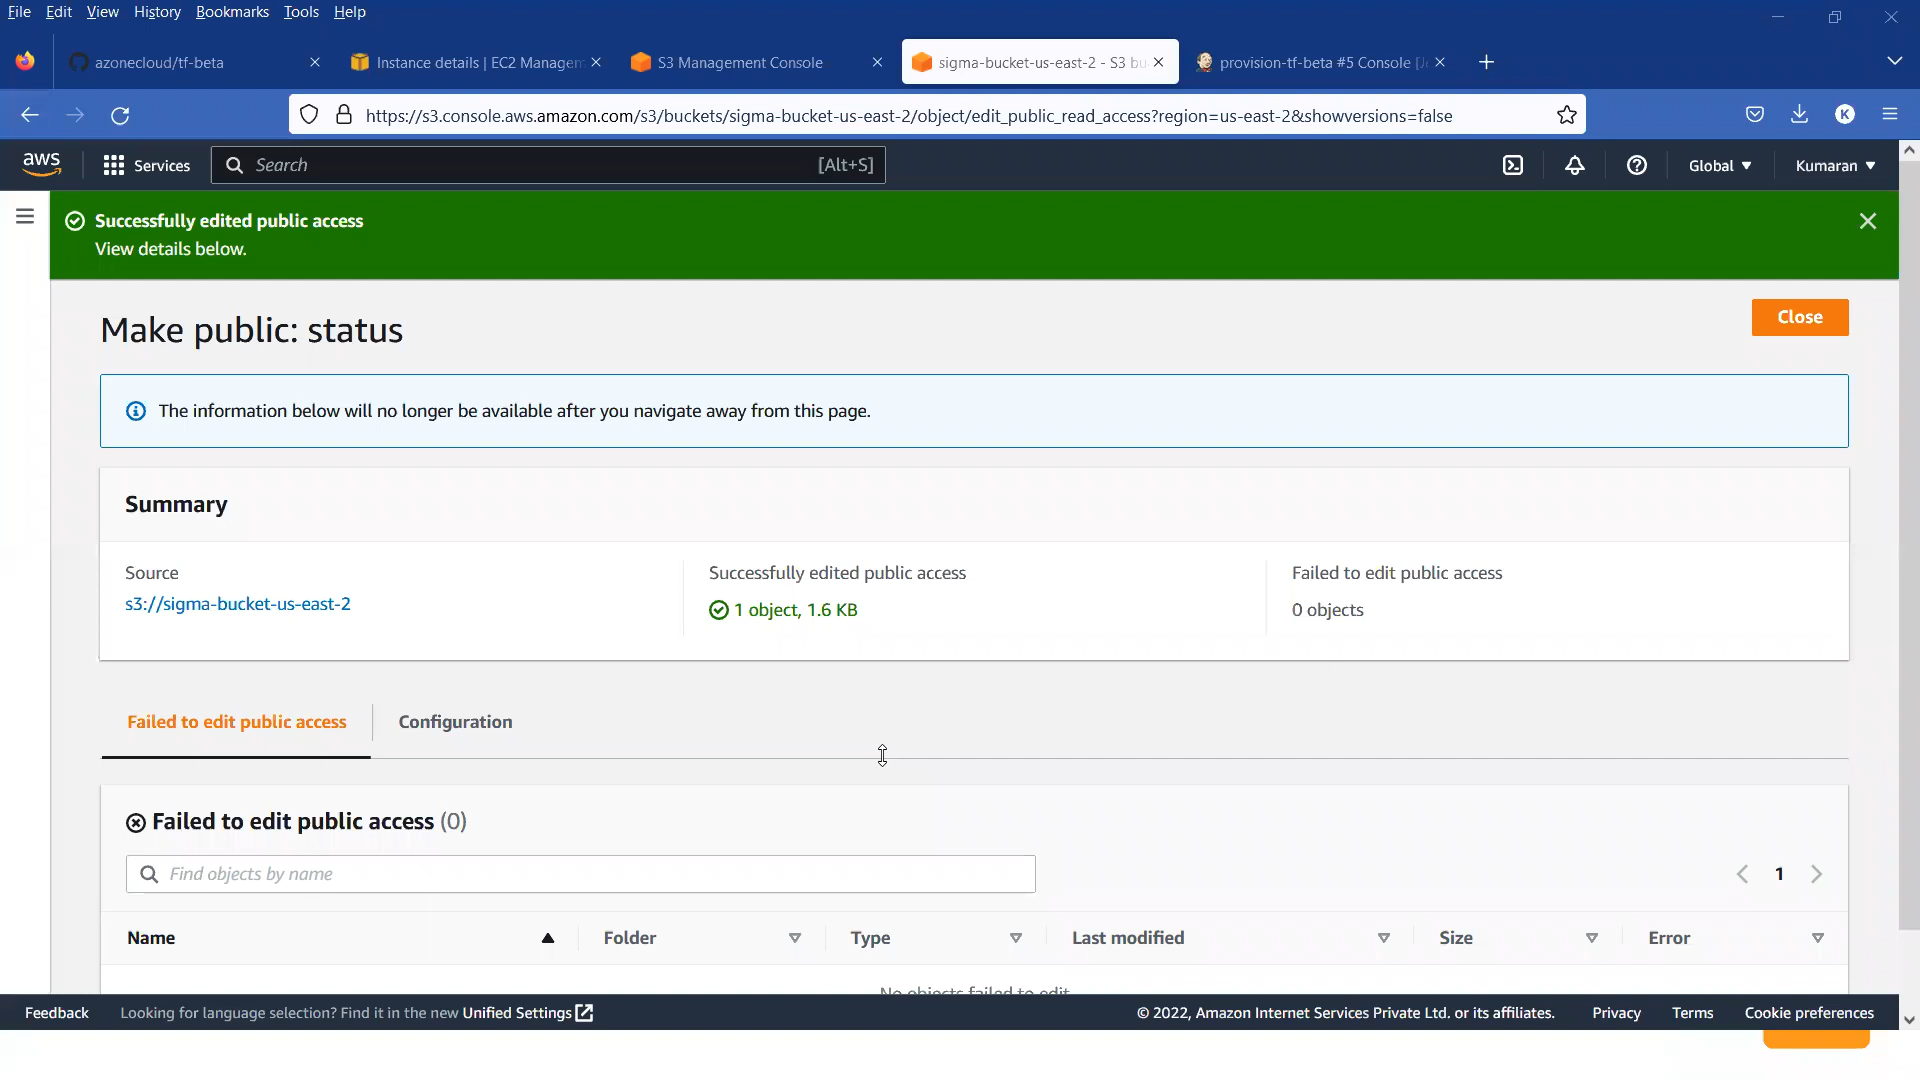 File Edit View History Bookmarks Tools Help
azonecloud/tf-beta
Instance details | EC2 Managem
S3 Management Console
sigma-bucket-us-east-2 - S3 bu
provision-tf-beta #5 Console [J
https://s3.console.aws.amazon.com/s3/buckets/sigma-bucket-us-east-2/object/edit_public_read_access?region=us-east-2&showversions=false
K
aws
Services
Search
[Alt+S]
Global
Kumaran
Successfully edited public access
View details below.
Make public: status
Close
The information below will no longer be available after you navigate away from this page.
Summary
Source
s3://sigma-bucket-us-east-2
Successfully edited public access
1 object, 1.6 KB
Failed to edit public access
0 objects
Failed to edit public access
Configuration
Failed to edit public access (0)
Find objects by name
1
Name Folder Type Last modified Size Error
No objects failed to edit
Feedback
Looking for language selection? Find it in the new Unified Settings
© 2022, Amazon Internet Services Private Ltd. or its affiliates.
Privacy
Terms
Cookie preferences